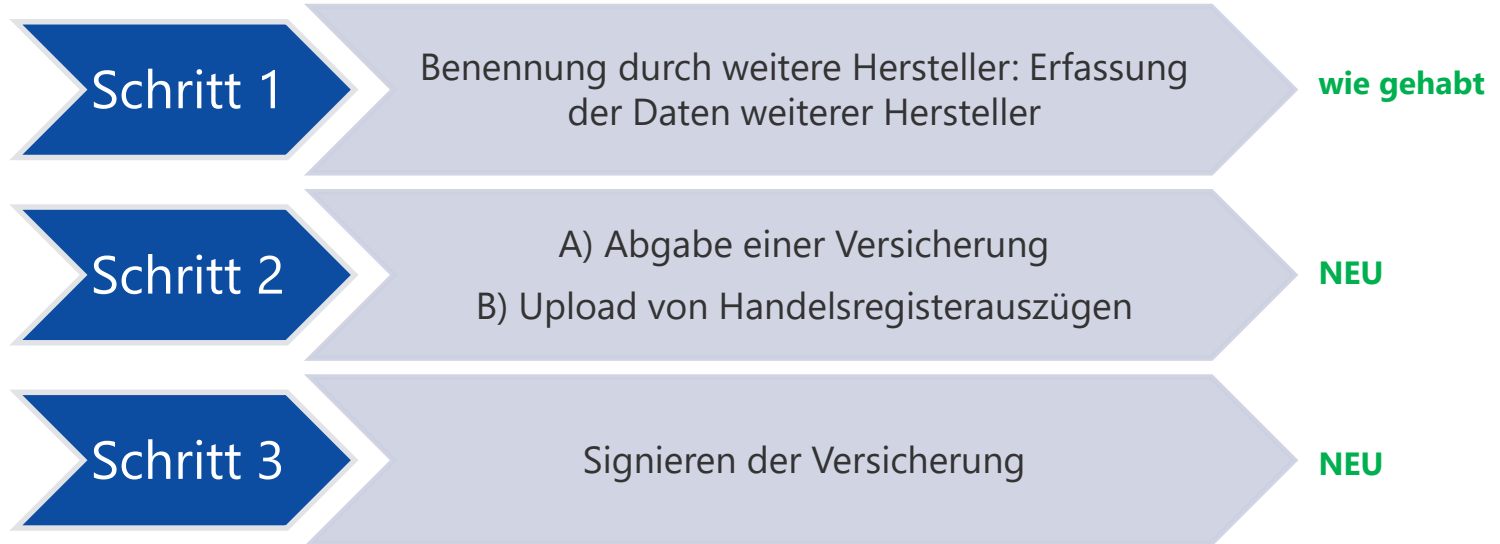 Schritt 1
Benennung durch weitere Hersteller: Erfassung
der Daten weiterer Hersteller
wie gehabt
Schritt 2
A) Abgabe einer Versicherung
B) Upload von Handelsregisterauszügen
NEU
Schritt 3
Signieren der Versicherung
NEU